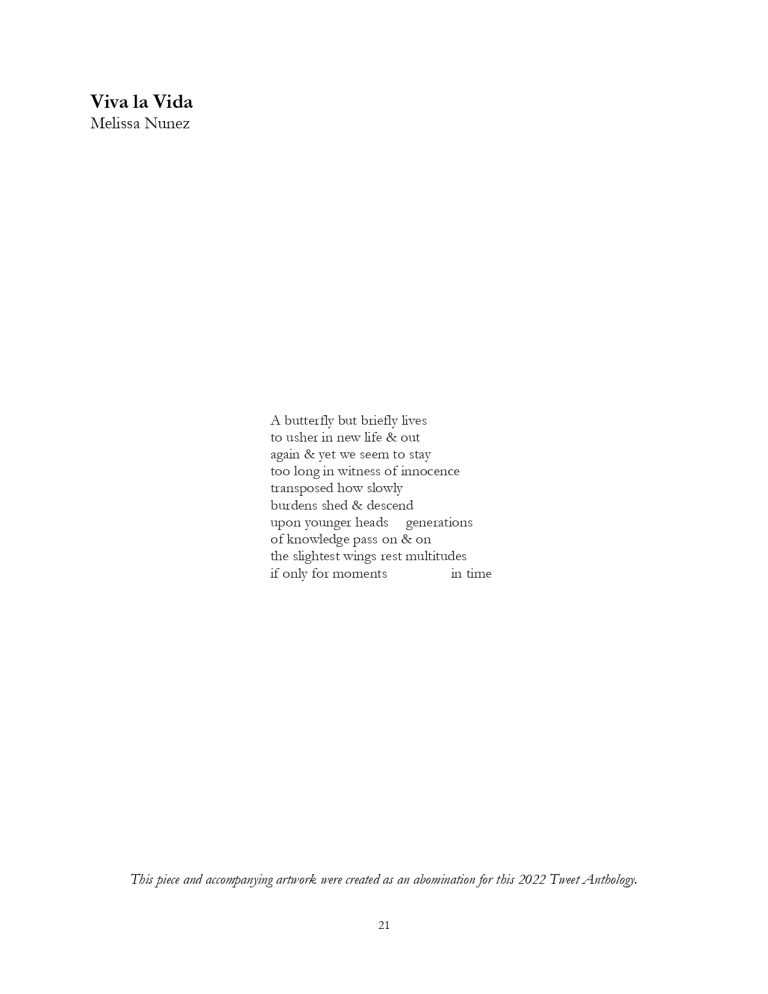 Viva la Vida
Melissa Nunez
A butterfly but briefly lives
to usher in new life & out
again & yet we seem to stay
too long in witness of innocence
transposed how slowly
burdens shed & descend
upon younger heads    generations
of knowledge pass on & on
the slightest wings rest multitudes
if only for moments                in time
This piece and accompanying artwork were created as an abomination for this 2022 Tweet Anthology.
21